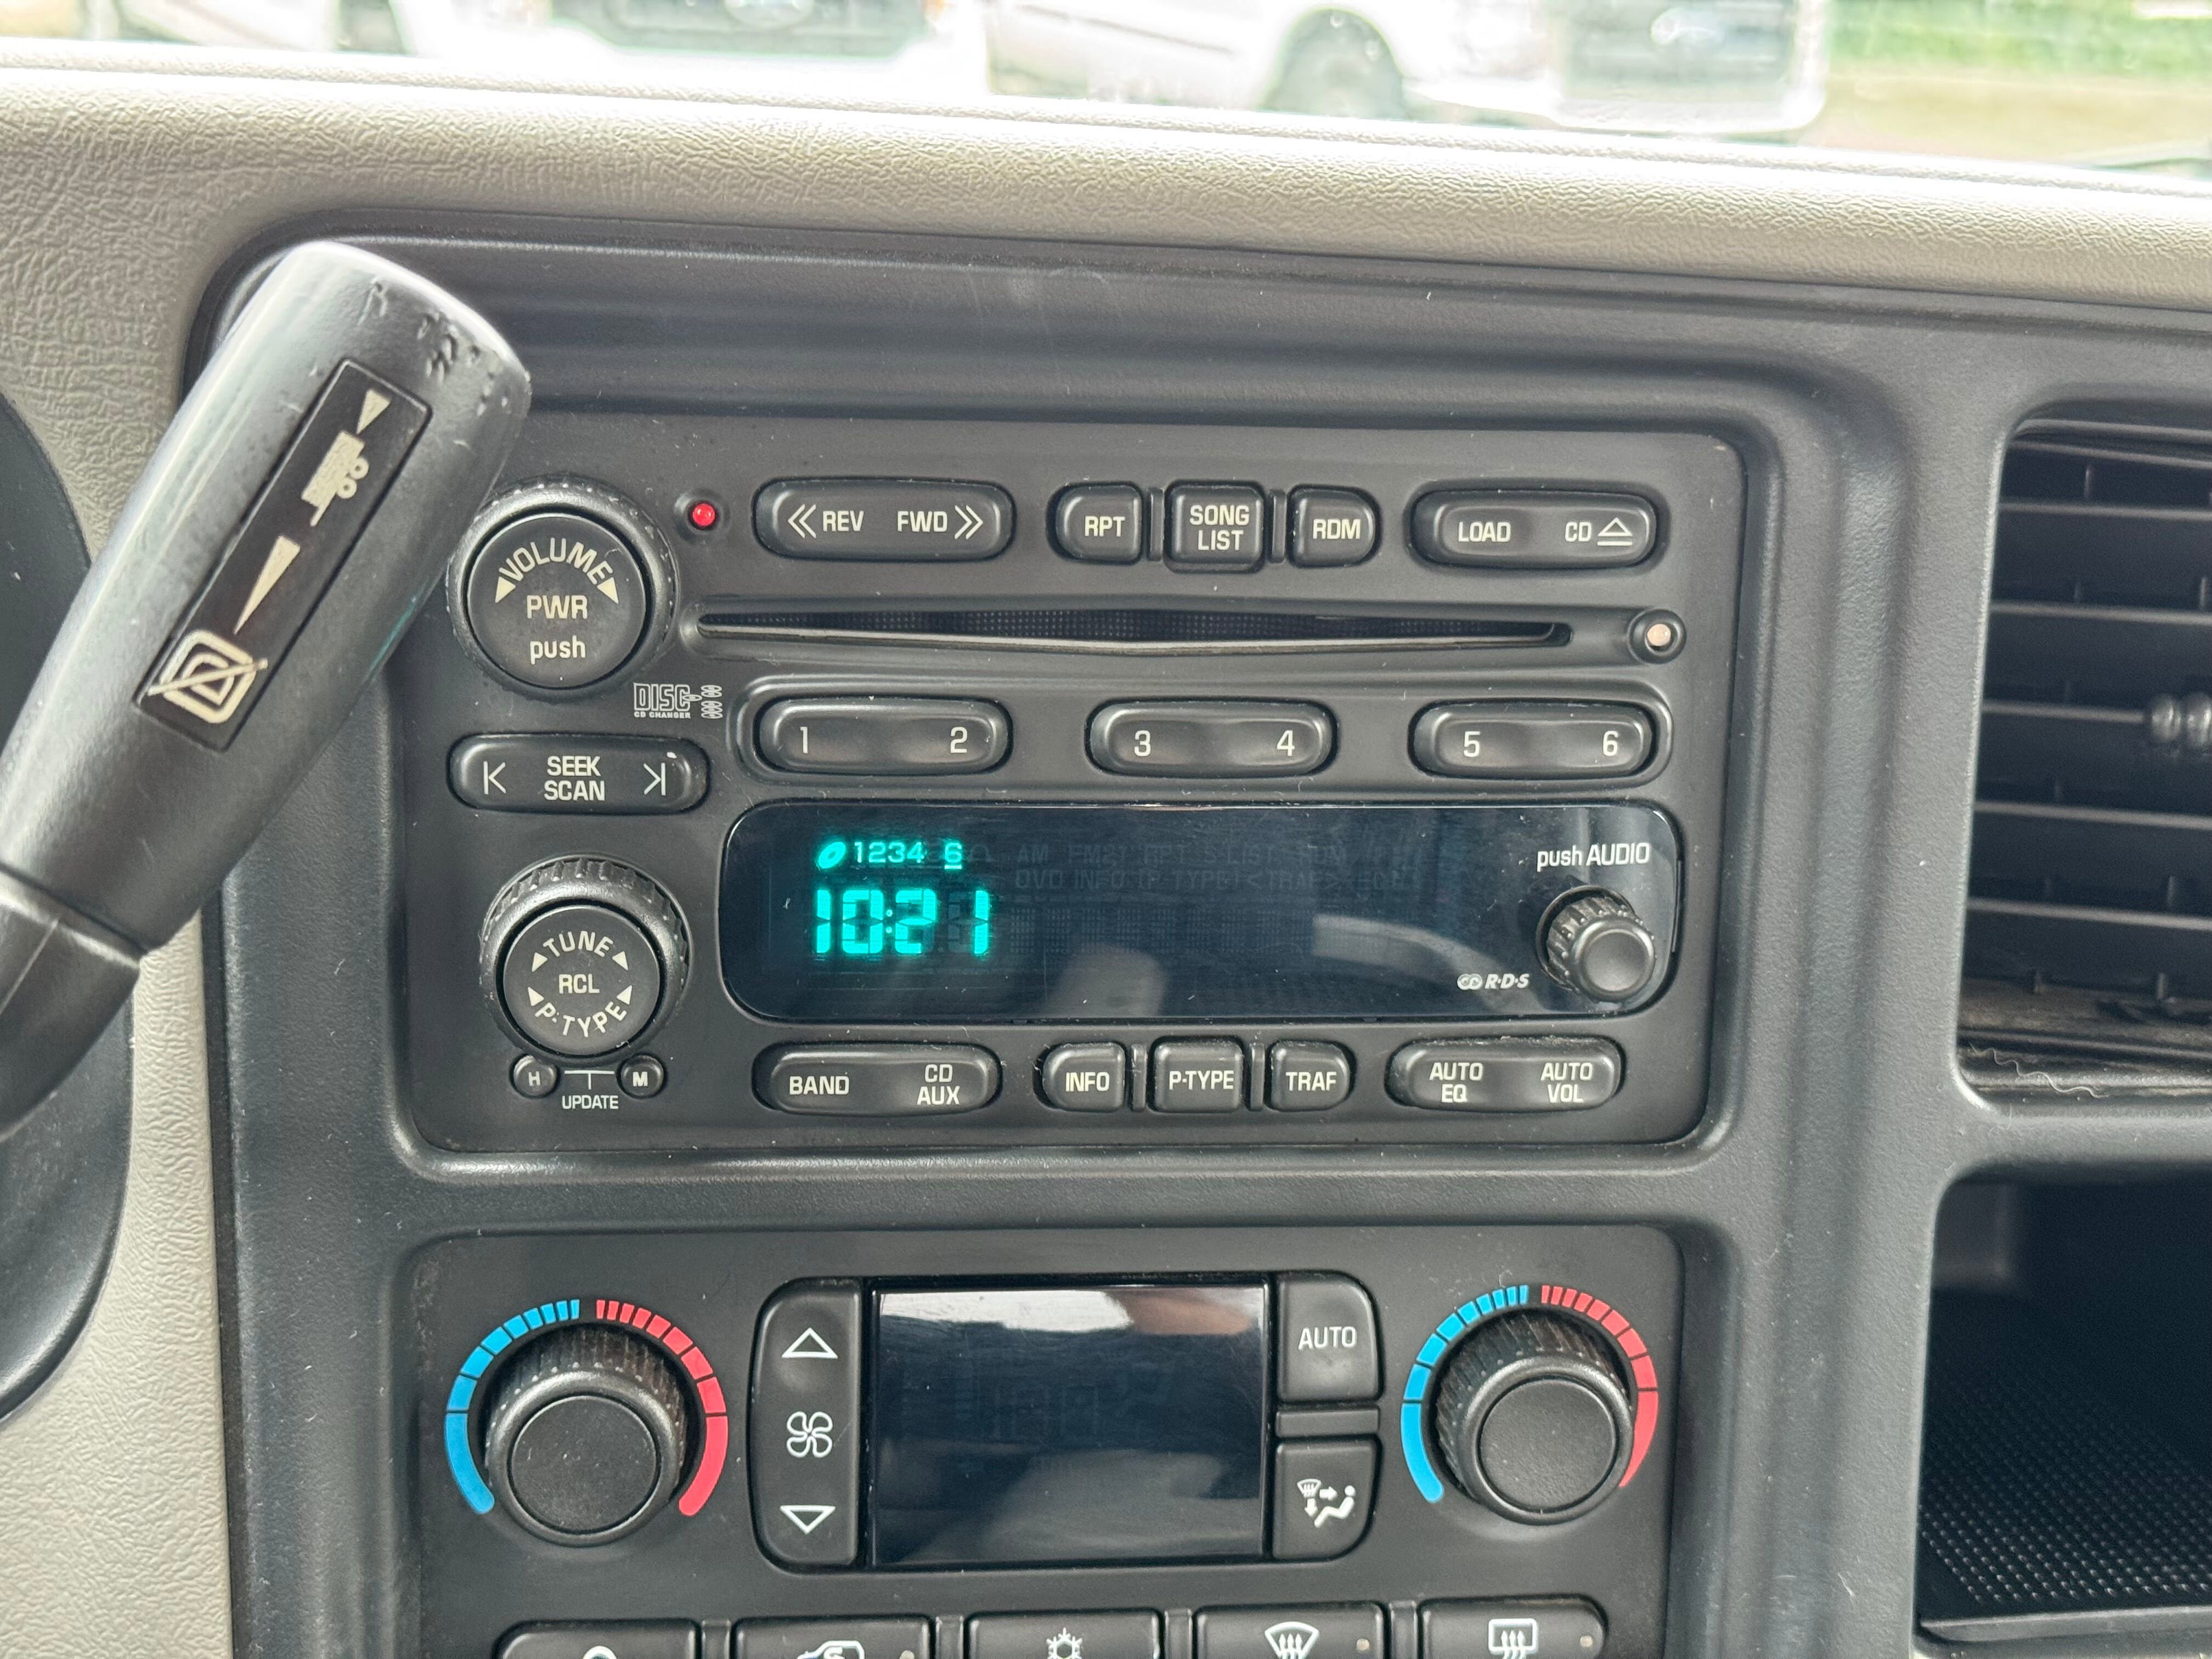 REV FWD
RPT
SONG
LIST
RDM
LOAD CD
VOLUME
PWR
push
DISC
CD CHANGER
1 2
3 4
5 6
SEEK
SCAN
1234 6
10:21
push AUDIO
R·D·S
TUNE
RCL
P-TYPE
H M
UPDATE
BAND
CD
AUX
INFO
P-TYPE
TRAF
AUTO
EQ
AUTO
VOL
AUTO